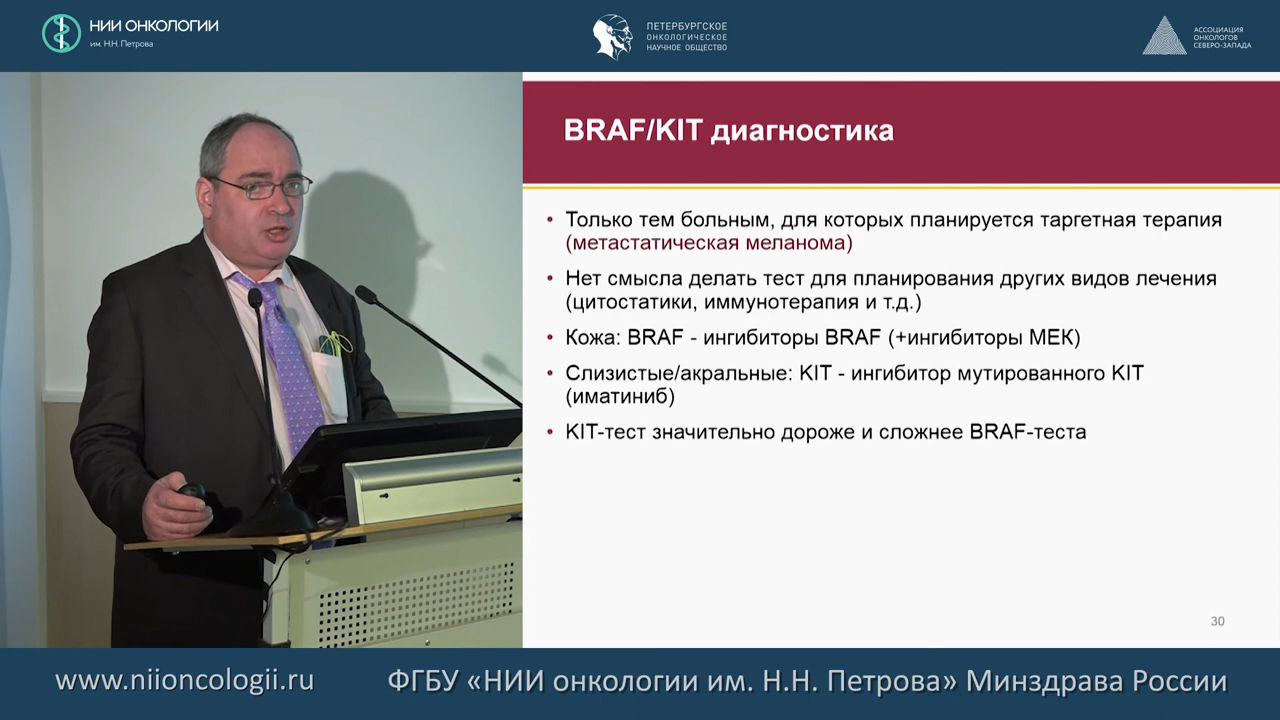 НИИ ОНКОЛОГИИ
им. Н.Н. Петрова
ПЕТЕРБУРГСКОЕ
ОНКОЛОГИЧЕСКОЕ
НАУЧНОЕ ОБЩЕСТВО
АССОЦИАЦИЯ
ОНКОЛОГОВ
СЕВЕРО-ЗАПАДА
BRAF/KIT диагностика
• Только тем больным, для которых планируется таргетная терапия
(метастатическая меланома)
• Нет смысла делать тест для планирования других видов лечения
(цитостатики, иммунотерапия и т.д.)
• Кожа: BRAF - ингибиторы BRAF (+ингибиторы МЕК)
• Слизистые/акральные: KIT - ингибитор мутированного KIT
(иматиниб)
• KIT-тест значительно дороже и сложнее BRAF-теста
30
www.niioncologii.ru
ФГБУ «НИИ онкологии им. Н.Н. Петрова» Минздрава России